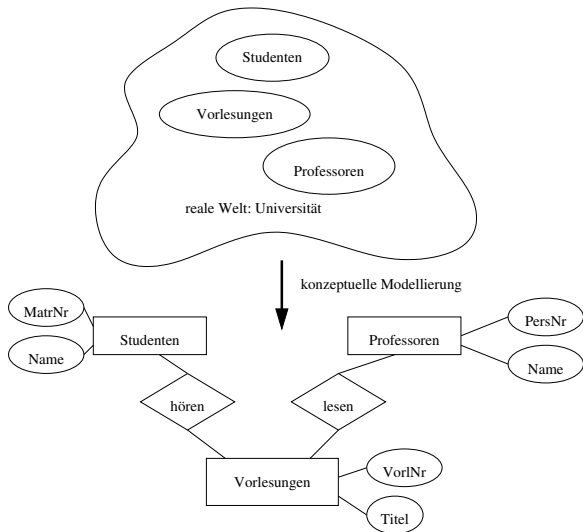 Studenten
Vorlesungen
Professoren
reale Welt: Universität
konzeptuelle Modellierung
MatrNr
Studenten
Name
Professoren
PersNr
Name
hören
lesen
Vorlesungen
VorlNr
Titel